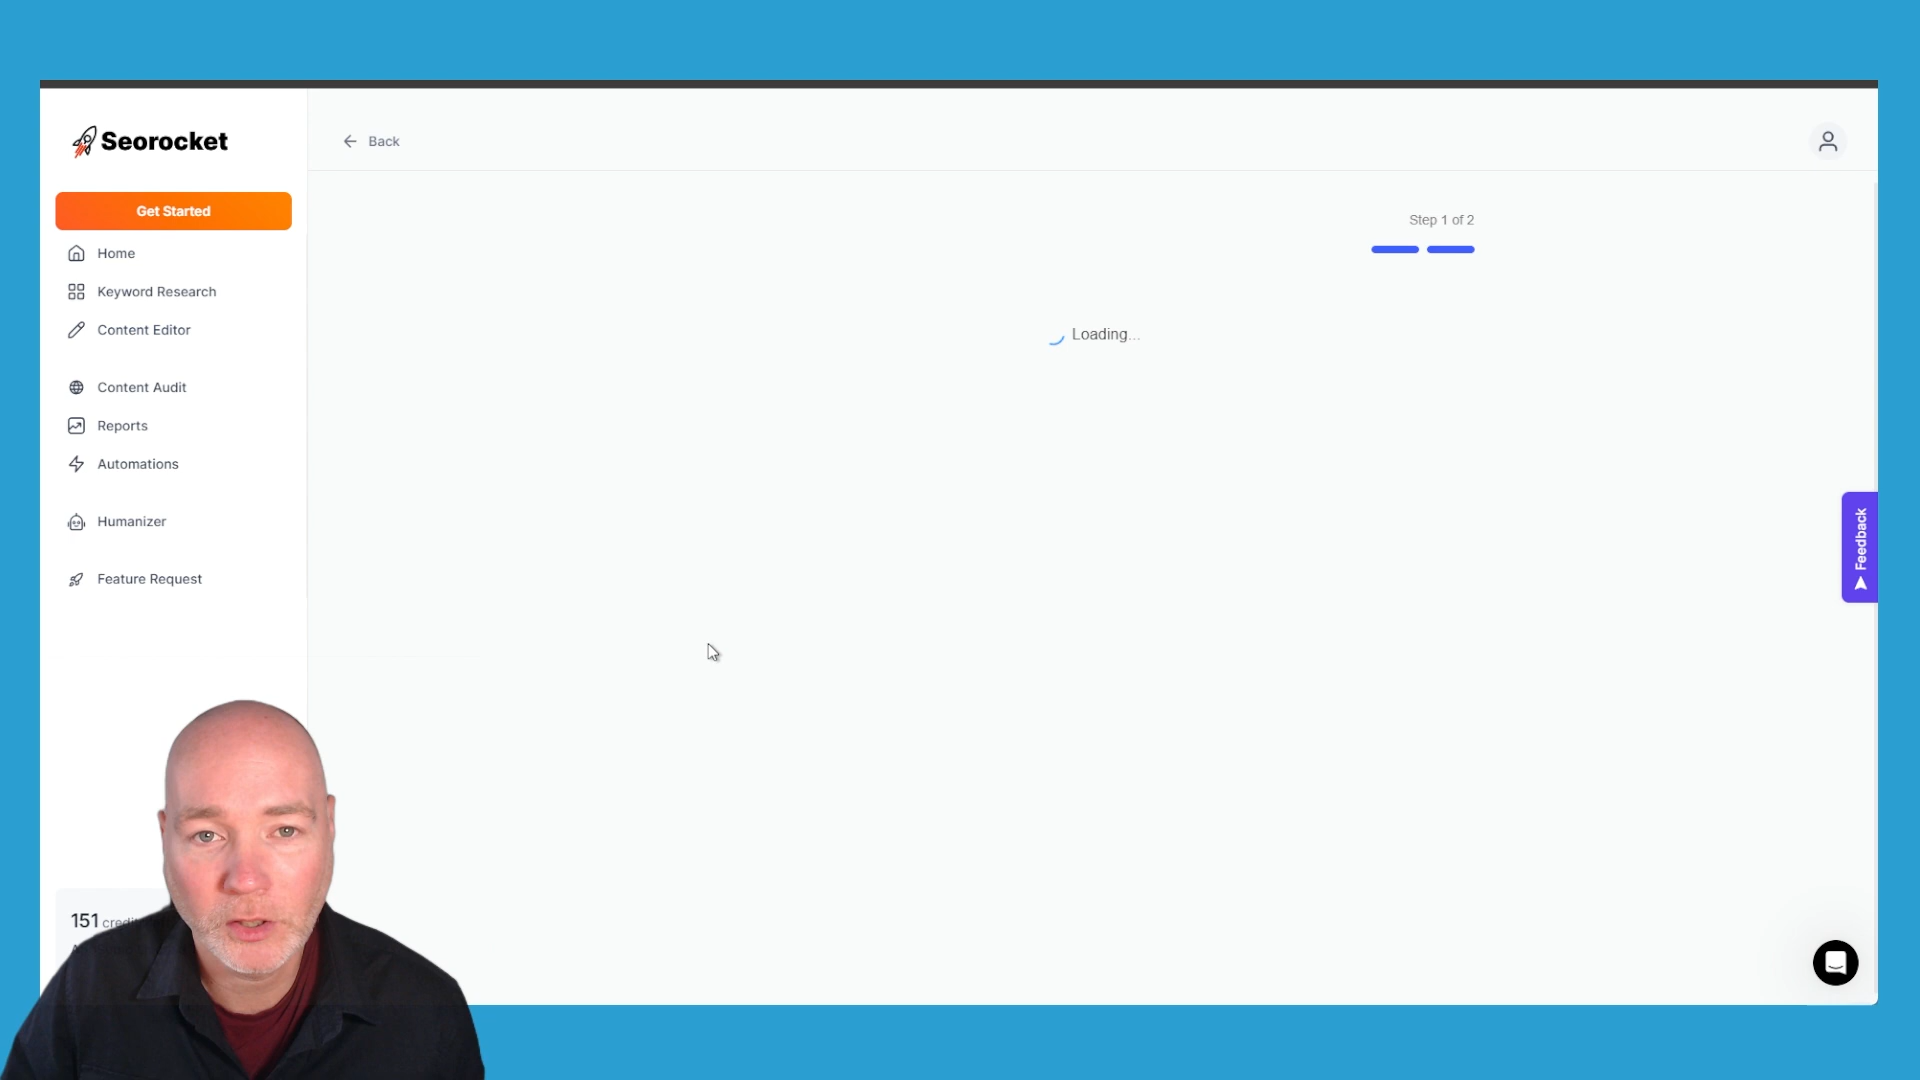 Seorocket
Back
Get Started
Step 1 of 2
Home
Keyword Research
Loading...
Content Editor
Content Audit
Reports
Automations
Humanizer
Feedback
Feature Request
151